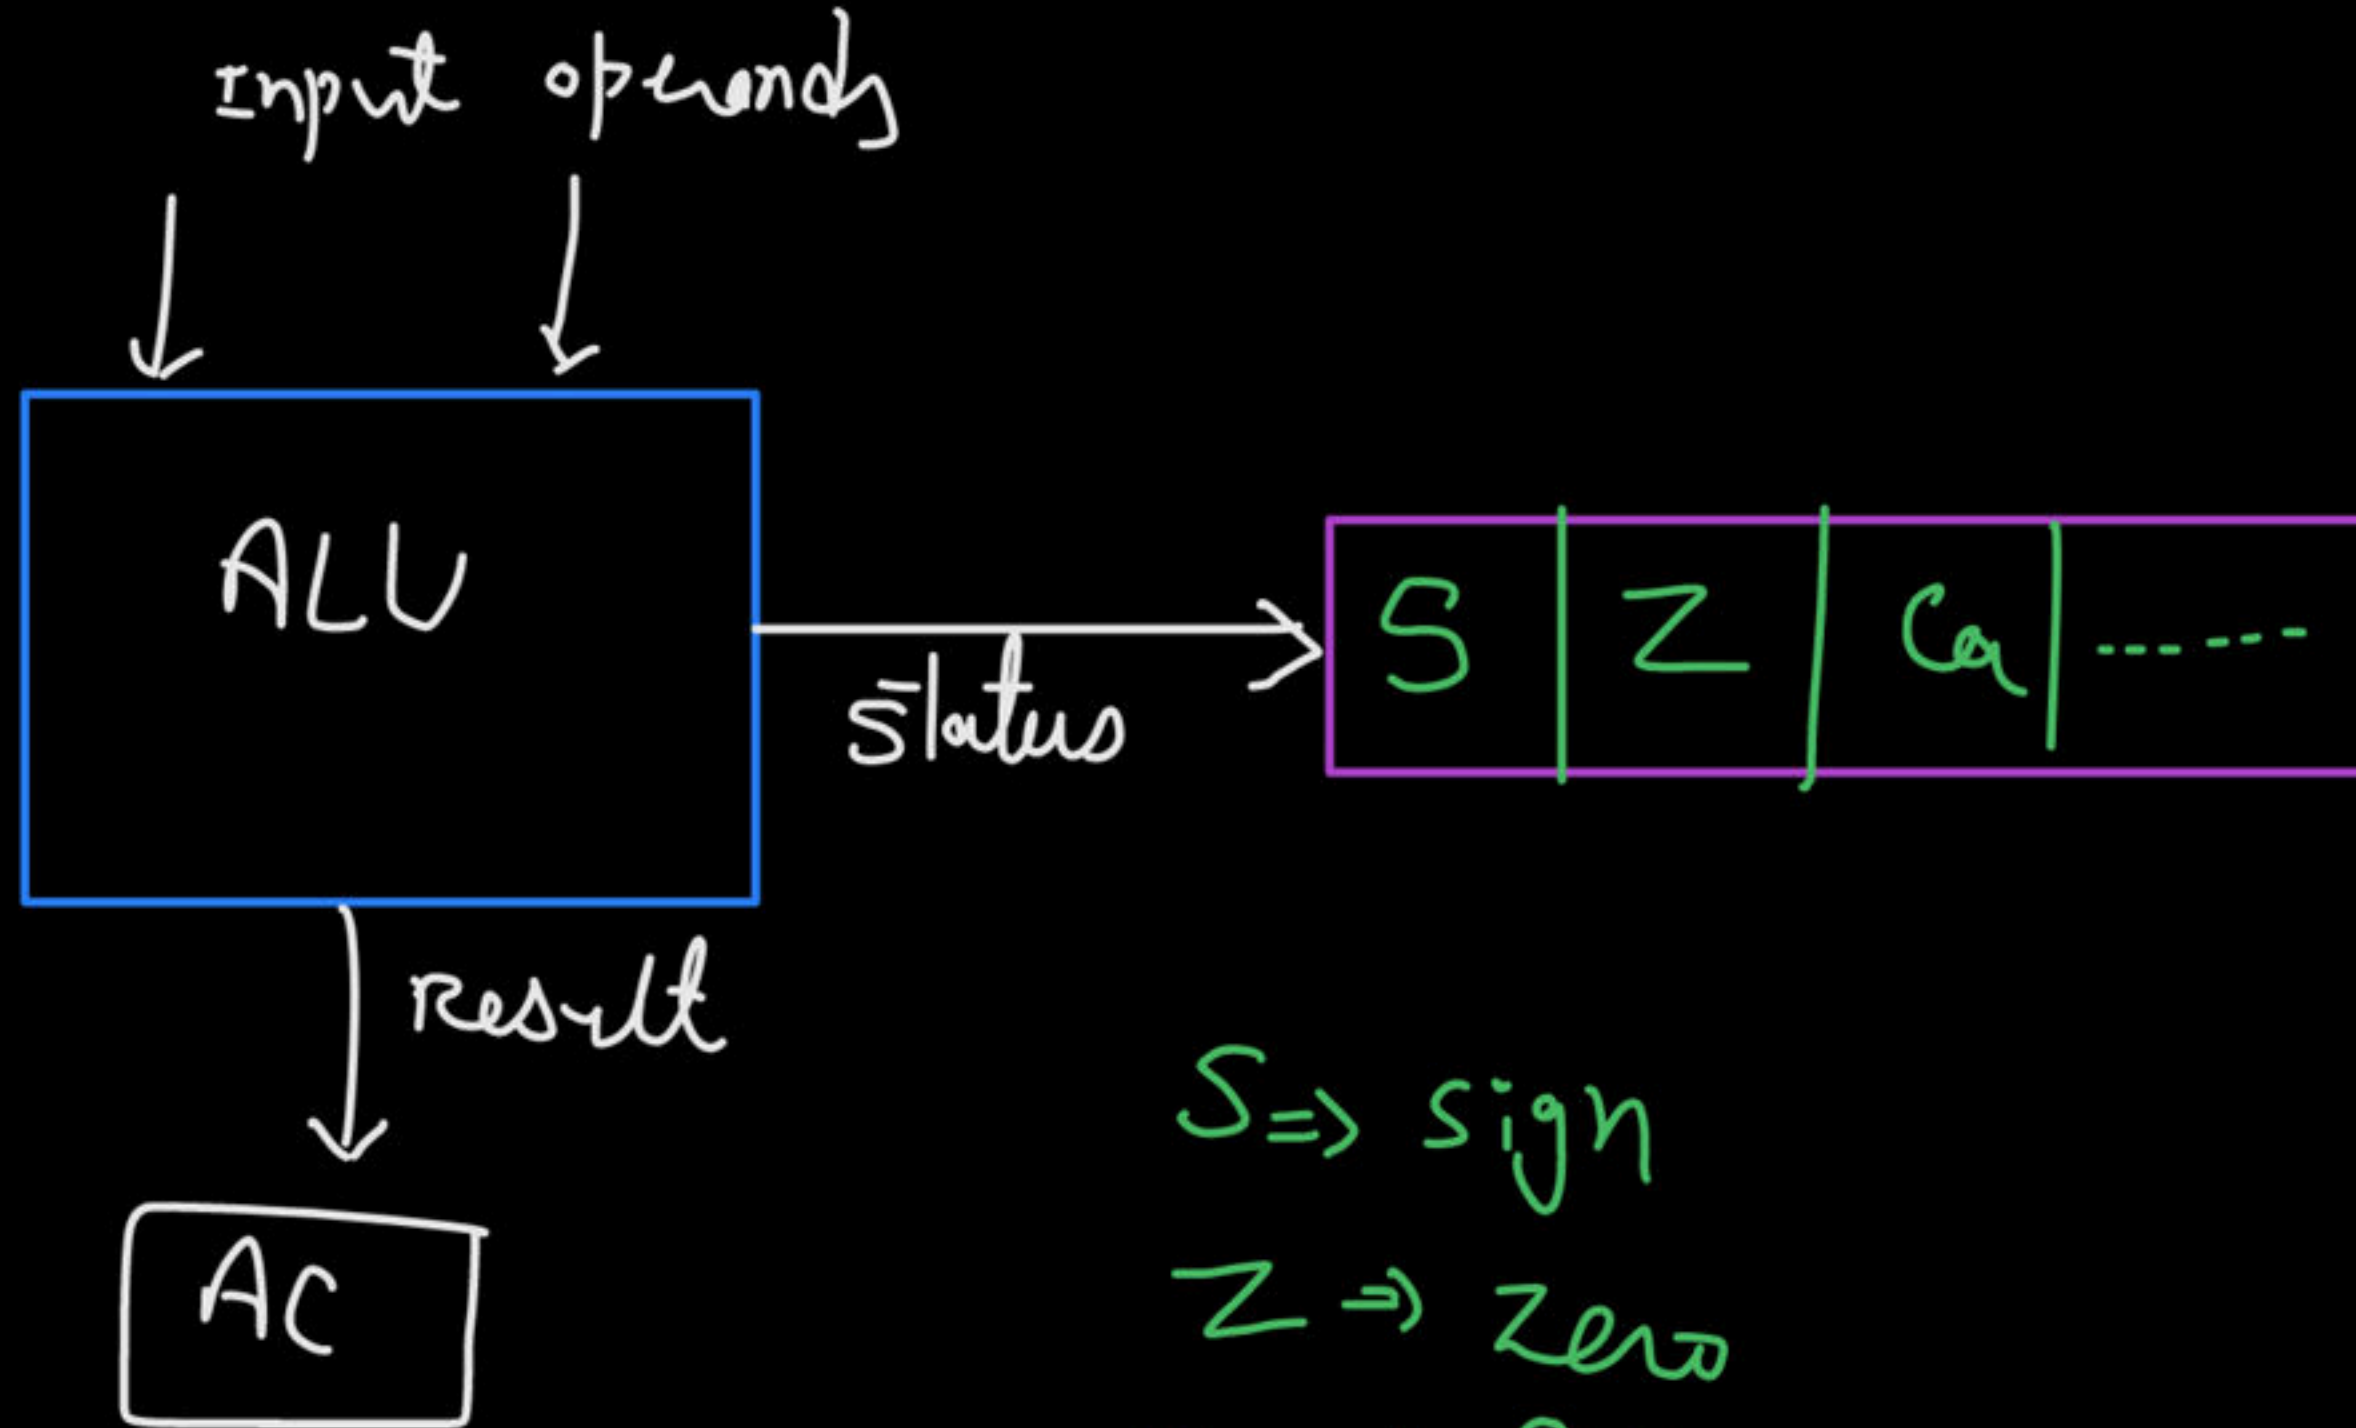 Input operands
ALU
Status
S Z Ca -------
Result
S => sign
Z => Zero
AC